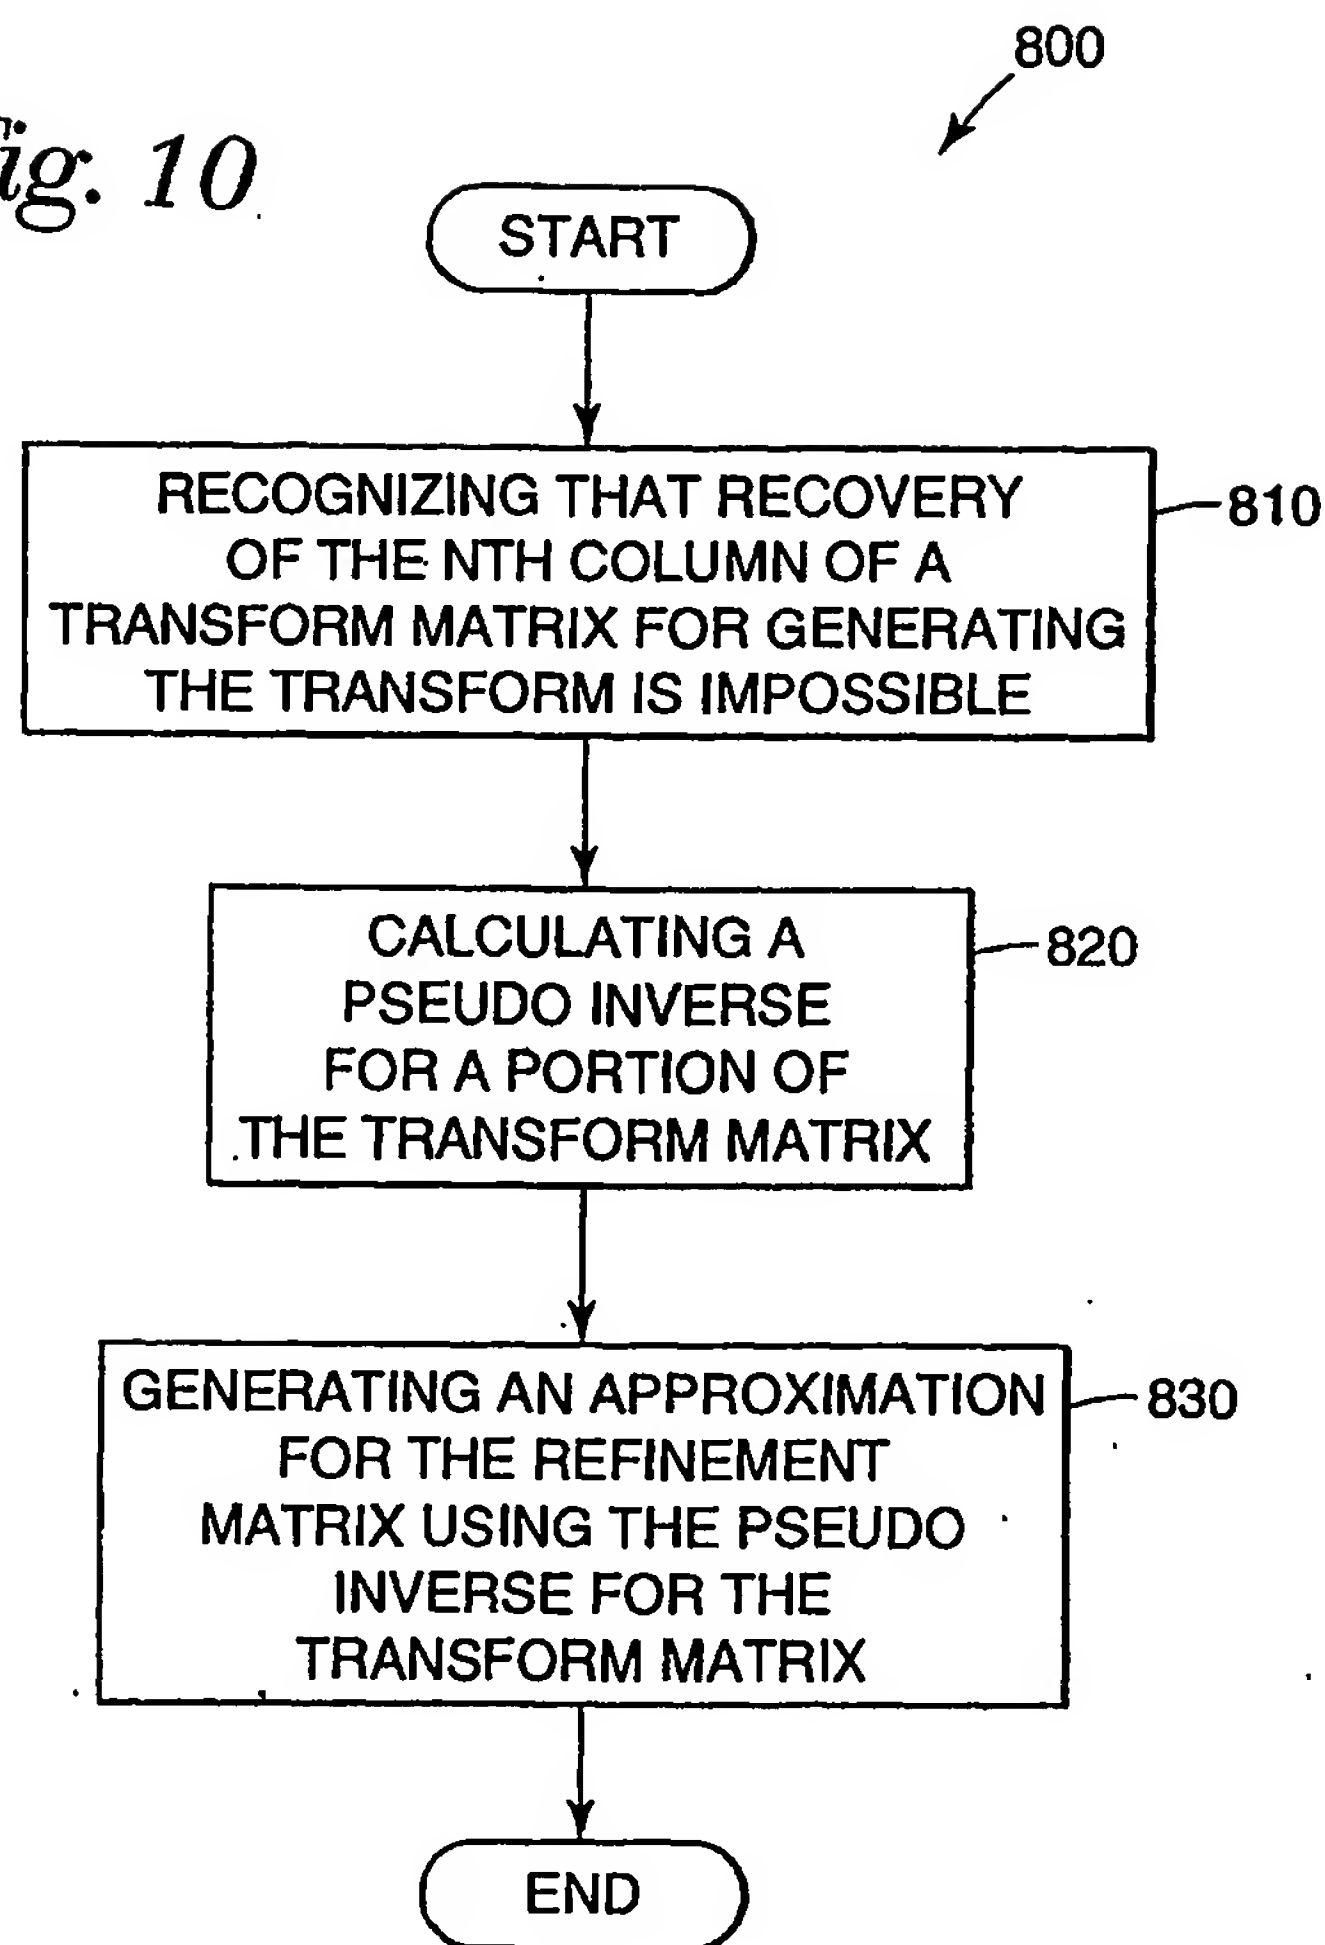 800
ig. 10
START
RECOGNIZING THAT RECOVERY
OF THE NTH COLUMN OF A
TRANSFORM MATRIX FOR GENERATING
THE TRANSFORM IS IMPOSSIBLE
810
CALCULATING A
PSEUDO INVERSE
FOR A PORTION OF
THE TRANSFORM MATRIX
820
GENERATING AN APPROXIMATION
FOR THE REFINEMENT
MATRIX USING THE PSEUDO
INVERSE FOR THE
TRANSFORM MATRIX
830
END